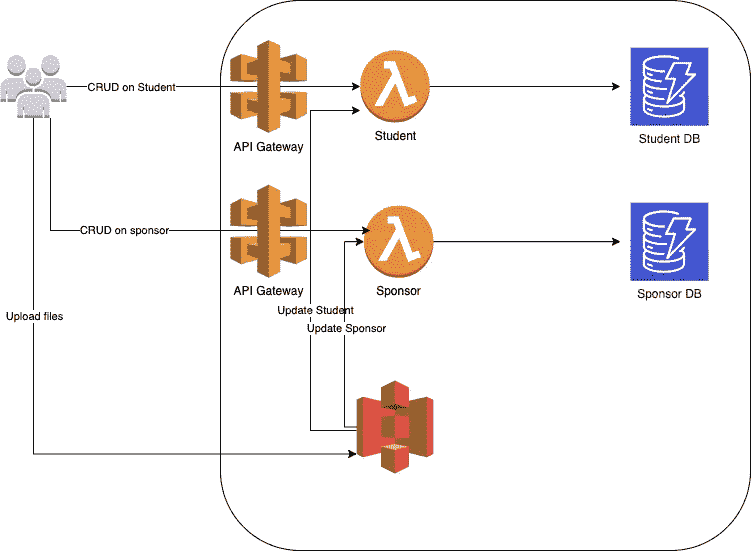 CRUD on Student
API Gateway
Student
Student DB
CRUD on sponsor
API Gateway
Sponsor
Sponsor DB
Update Student
Upload files
Update Sponsor